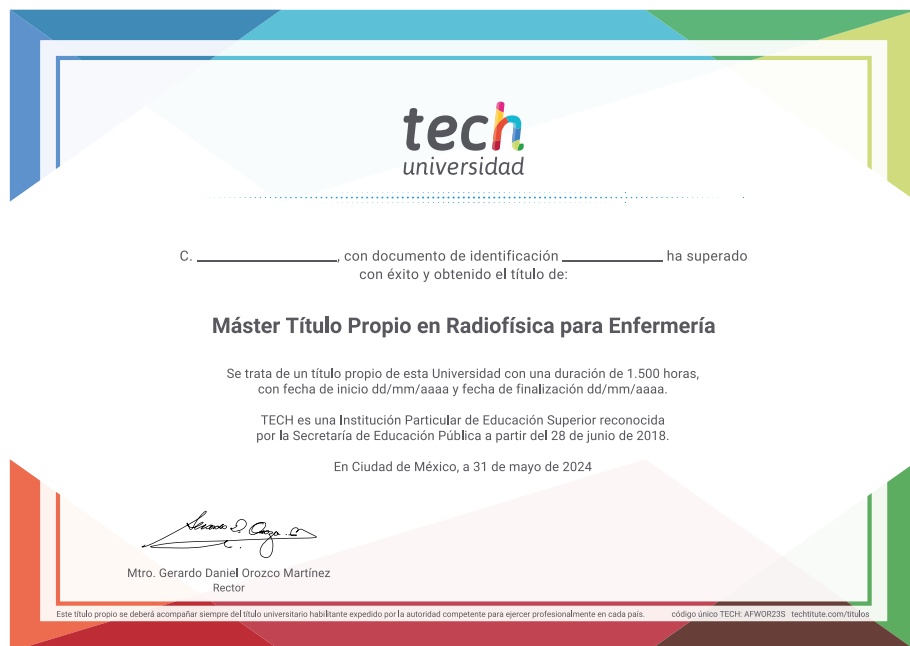 tech
universidad
C. ____________________, con documento de identificación ______________ ha superado
con éxito y obtenido el título de:
Máster Título Propio en Radiofísica para Enfermería
Se trata de un título propio de esta Universidad con una duración de 1.500 horas,
con fecha de inicio dd/mm/aaaa y fecha de finalización dd/mm/aaaa.
TECH es una Institución Particular de Educación Superior reconocida
por la Secretaría de Educación Pública a partir del 28 de junio de 2018.
En Ciudad de México, a 31 de mayo de 2024
Mtro. Gerardo Daniel Orozco Martínez
Rector
Este título propio se deberá acompañar siempre del título universitario habilitante expedido por la autoridad competente para ejercer profesionalmente en cada país. código único TECH: AFWOR23S techtitute.com/titulos